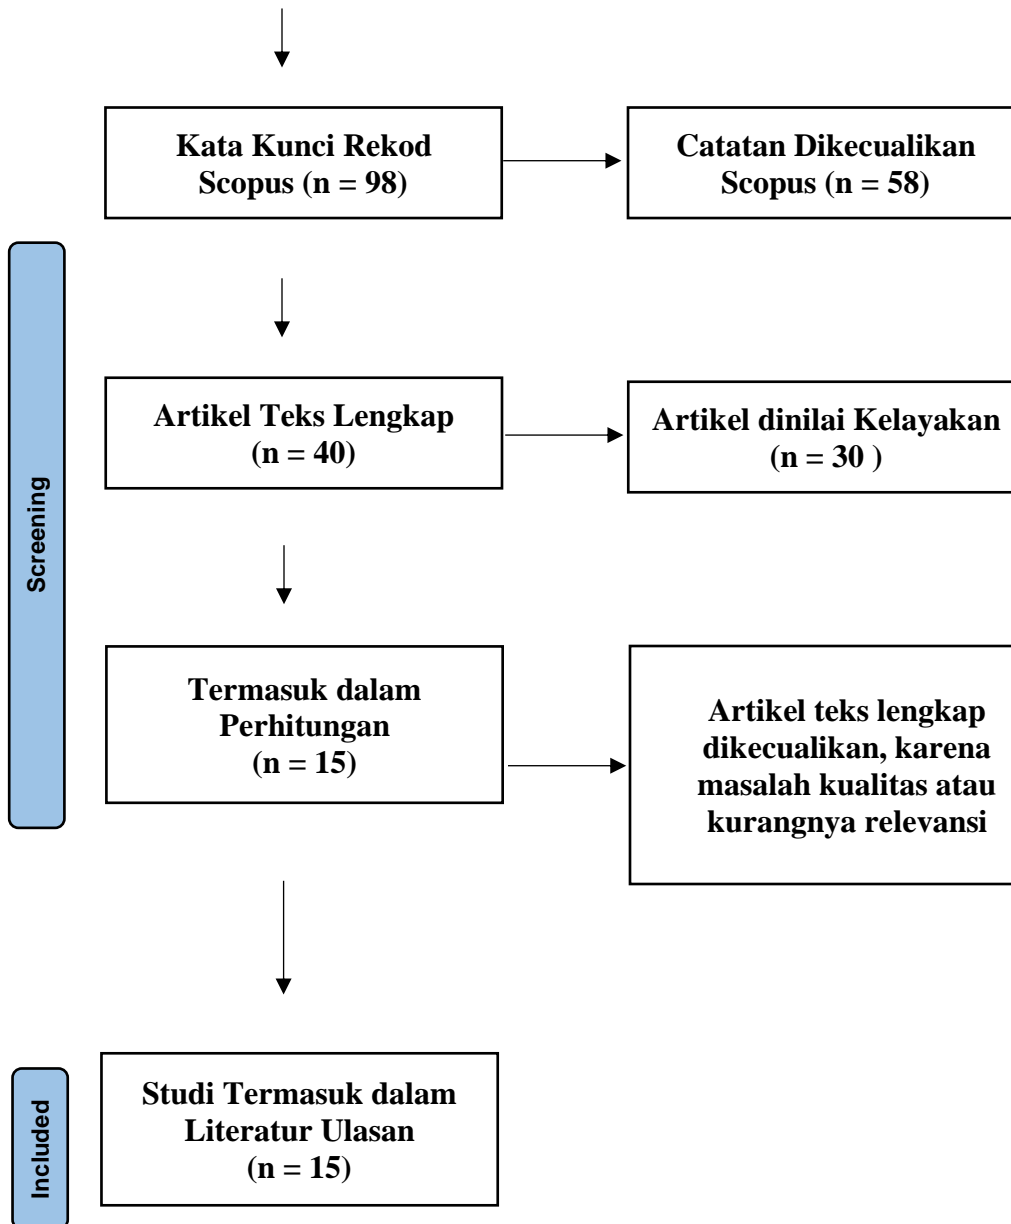 Kata Kunci Rekod
Scopus (n = 98)
Catatan Dikecualikan
Scopus (n = 58)
Screening
Artikel Teks Lengkap
(n = 40)
Artikel dinilai Kelayakan
(n = 30 )
Termasuk dalam
Perhitungan
(n = 15)
Artikel teks lengkap
dikecualikan, karena
masalah kualitas atau
kurangnya relevansi
Included
Studi Termasuk dalam
Literatur Ulasan
(n = 15)